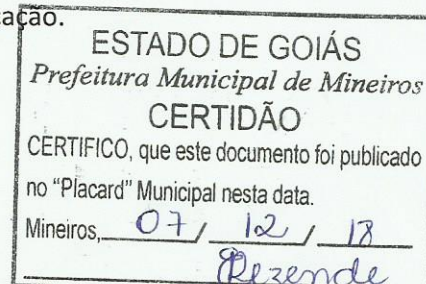 cação.
ESTADO DE GOIÁS
Prefeitura Municipal de Mineiros
CERTIDÃO
CERTIFICO, que este documento foi publicado
no “Placard” Municipal nesta data.
Mineiros, 07 / 12 / 18
Rezende